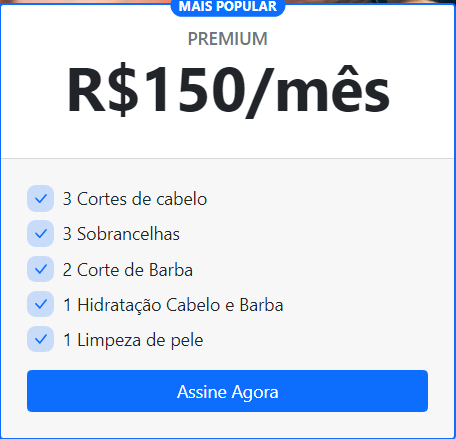 MAIS POPULAR
PREMIUM
R$150/mês
3 Cortes de cabelo
3 Sobrancelhas
2 Corte de Barba
1 Hidratação Cabelo e Barba
1 Limpeza de pele
Assine Agora